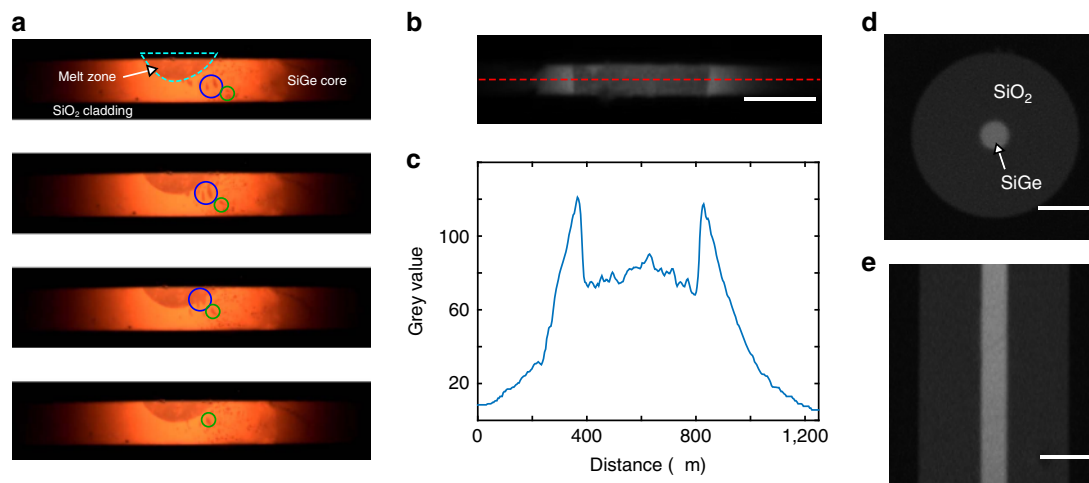 a
Melt zone
SiGe core
SiO2 cladding
b
c
100
60
20
Grey value
0
400
800
1,200
Distance ( m)
d
SiO2
SiGe
e